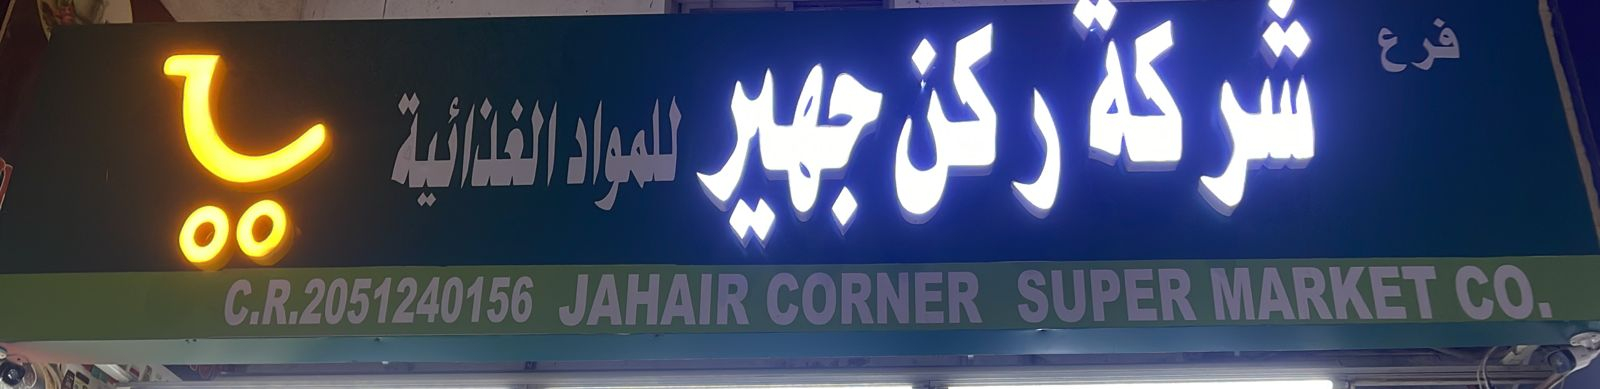 فرع شركة ركن جهير للمواد الغذائية
C.R.2051240156 JAHAIR CORNER SUPER MARKET CO.